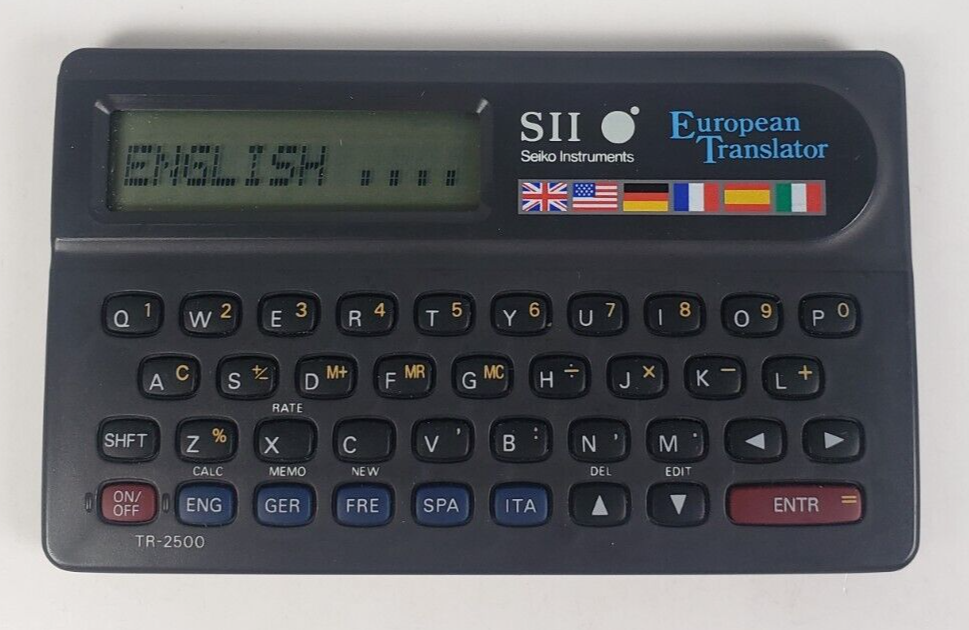 ENGLISH ....
SII
Seiko Instruments
European
Translator
Q 1 W 2 E 3 R 4 T 5 Y 6 U 7 I 8 O 9 P 0
A C S +/− D M+ F MR G MC H ÷ J × K − L +
RATE
SHFT Z % X C V ' B : N ' M · ◀ ▶
CALC MEMO NEW DEL EDIT
ON/
OFF ENG GER FRE SPA ITA ▲ ▼ ENTR =
TR-2500